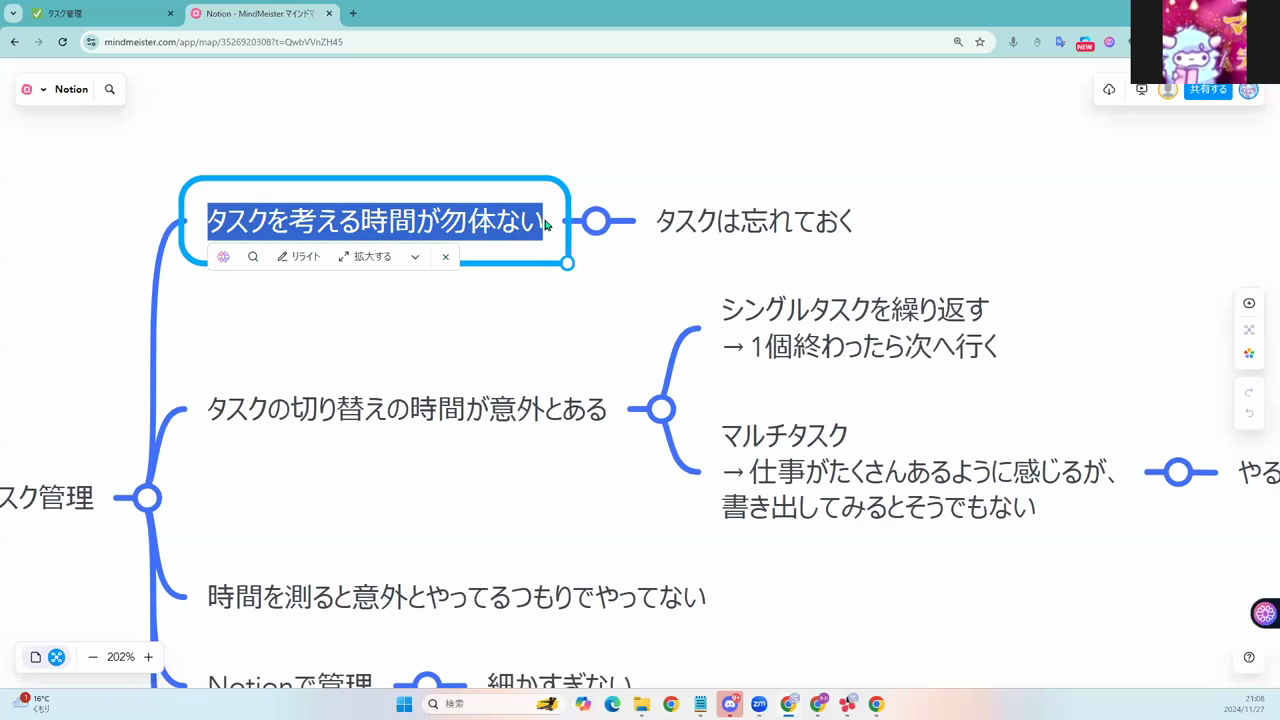 タスク管理
Notion - MindMeister マインドマ
mindmeister.com/app/map/3526920308?t=QwbVVnZH45
NEW
Notion
共有する
タスクを考える時間が勿体ない
タスクは忘れておく
リライト
拡大する
シングルタスクを繰り返す
→ 1個終わったら次へ行く
タスクの切り替えの時間が意外とある
マルチタスク
→ 仕事がたくさんあるように感じるが、
書き出してみるとそうでもない
やる
スク管理
時間を測ると意外とやってるつもりでやってない
202%
Notionで管理
細かすぎない
1
16°C
くもり
検索
zm
21:08
2024/11/27